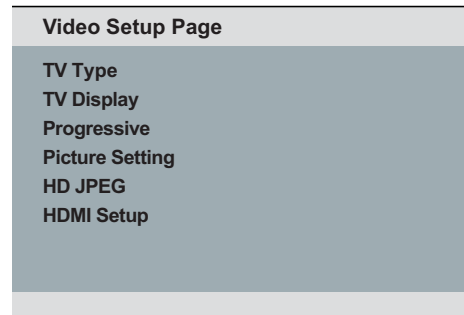 Video Setup Page
TV Type
TV Display
Progressive
Picture Setting
HD JPEG
HDMI Setup